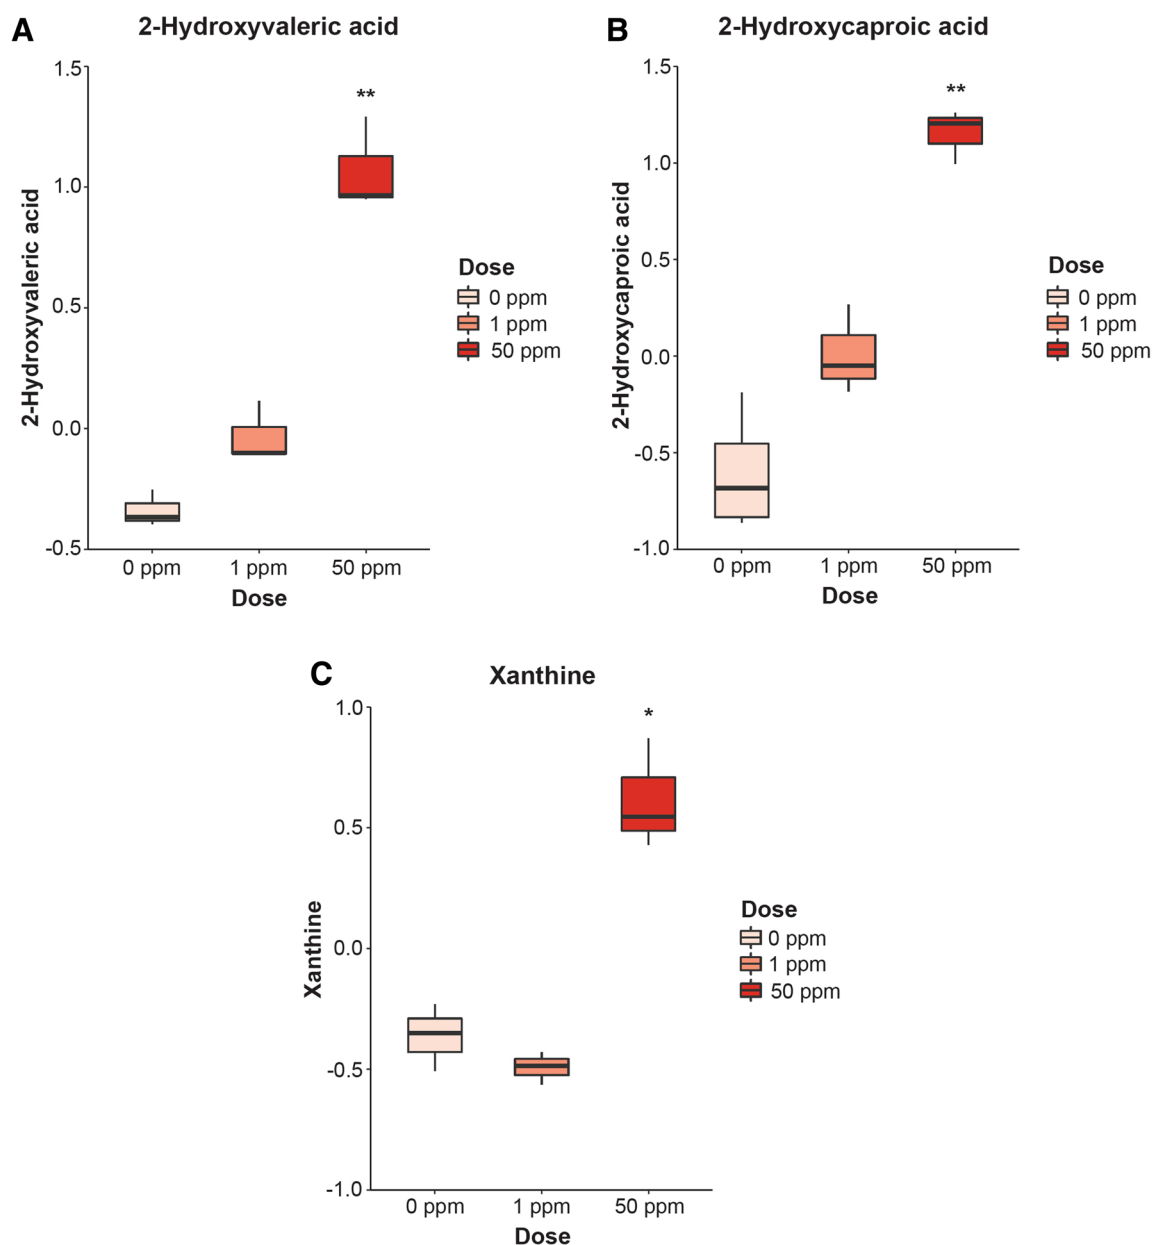 A
2-Hydroxyvaleric acid
2-Hydroxyvaleric acid
1.5
1.0
0.5
0.0
-0.5
**
0 ppm
1 ppm
50 ppm
Dose
Dose
0 ppm
1 ppm
50 ppm
B
2-Hydroxycaproic acid
2-Hydroxycaproic acid
1.5
1.0
0.5
0.0
-0.5
-1.0
**
0 ppm
1 ppm
50 ppm
Dose
Dose
0 ppm
1 ppm
50 ppm
C
Xanthine
Xanthine
1.0
0.5
0.0
-0.5
-1.0
*
0 ppm
1 ppm
50 ppm
Dose
Dose
0 ppm
1 ppm
50 ppm